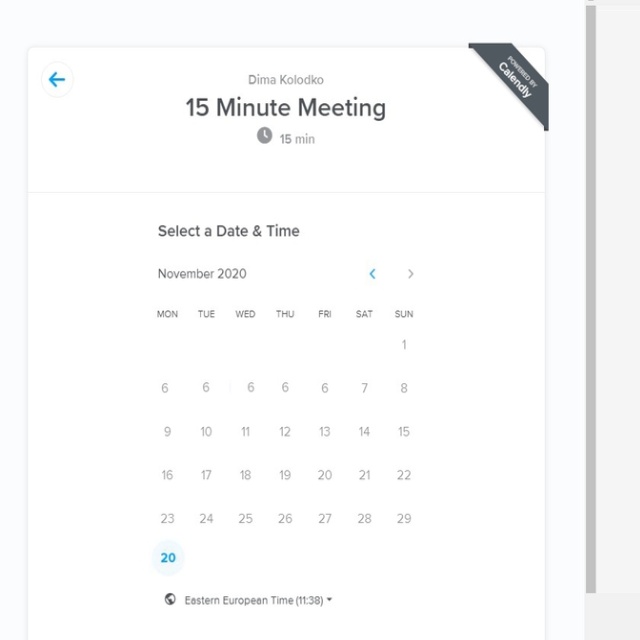 Dima Kolodko
15 Minute Meeting
15 min
POWERED BY
Calendly
Select a Date & Time
November 2020
MON TUE WED THU FRI SAT SUN
1
6 6 6 6 6 7 8
9 10 11 12 13 14 15
16 17 18 19 20 21 22
23 24 25 26 27 28 29
20
Eastern European Time (11:38)